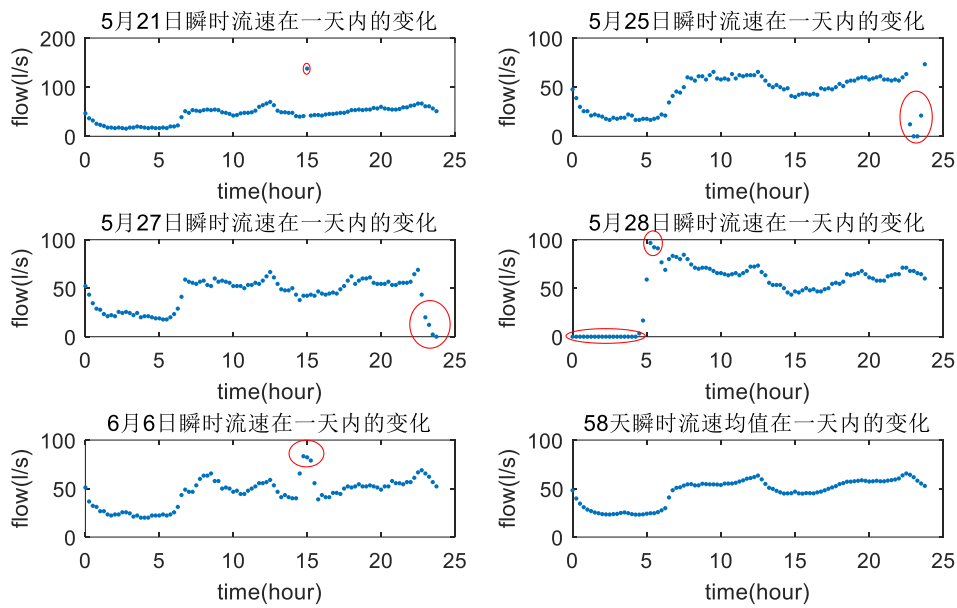 5月21日瞬时流速在一天内的变化
200
100
0
flow(l/s)
0 5 10 15 20 25
time(hour)
5月25日瞬时流速在一天内的变化
100
50
0
flow(l/s)
0 5 10 15 20 25
time(hour)
5月27日瞬时流速在一天内的变化
100
50
0
flow(l/s)
0 5 10 15 20 25
time(hour)
5月28日瞬时流速在一天内的变化
100
50
0
flow(l/s)
0 5 10 15 20 25
time(hour)
6月6日瞬时流速在一天内的变化
100
50
0
flow(l/s)
0 5 10 15 20 25
time(hour)
58天瞬时流速均值在一天内的变化
100
50
0
flow(l/s)
0 5 10 15 20 25
time(hour)